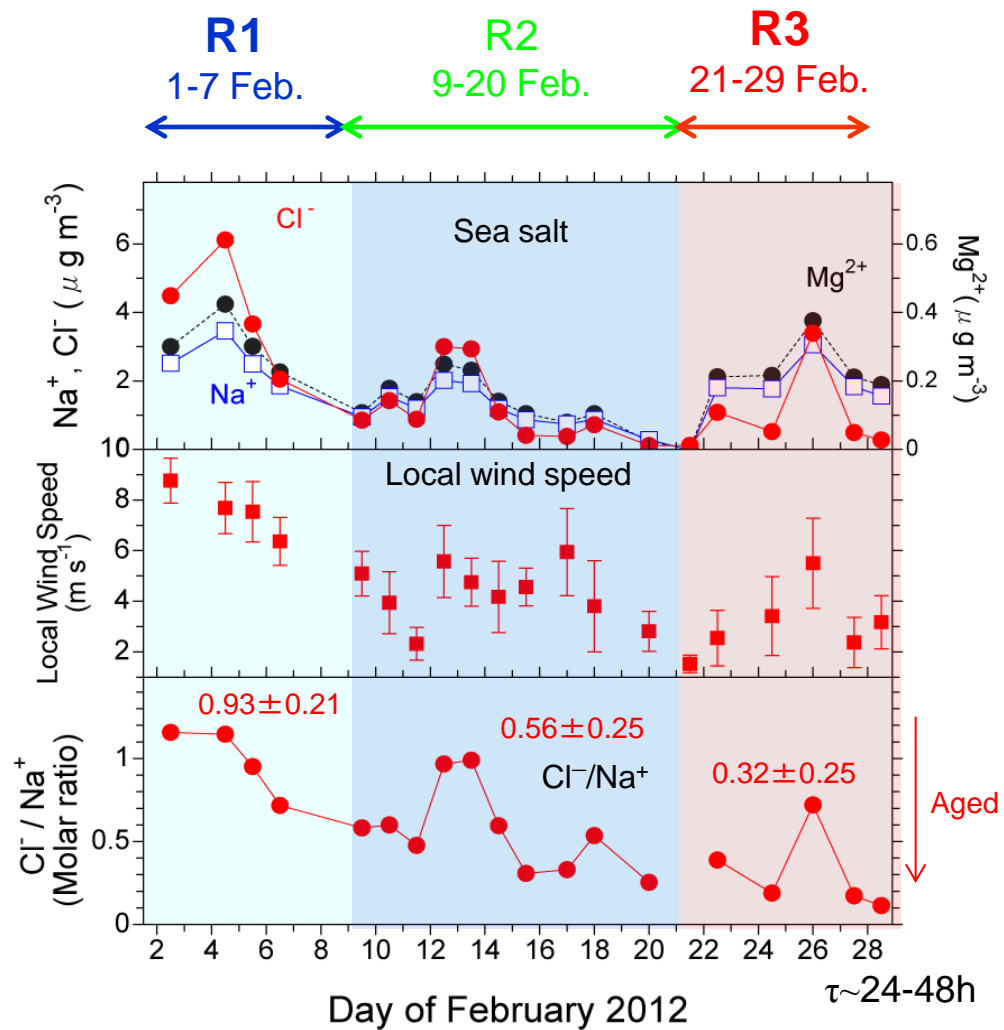 R1
R2
R3
1-7 Feb.
9-20 Feb.
21-29 Feb.
Na⁺, Cl⁻ (μg m⁻³)
6
4
2
10
Cl⁻
Na⁺
Sea salt
Mg²⁺
0.6
0.4
0.2
0
Mg²⁺(μg m⁻³)
Local Wind Speed
(m s⁻¹)
8
6
4
2
Local wind speed
Cl⁻/ Na⁺
(Molar ratio)
1
0.5
0
0.93±0.21
0.56±0.25
Cl⁻/Na⁺
0.32±0.25
Aged
2 4 6 8 10 12 14 16 18 20 22 24 26 28
τ~24-48h
Day of February 2012